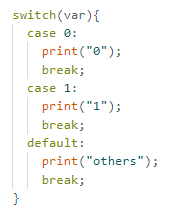 switch(var){
  case 0:
    print("0");
    break;
  case 1:
    print("1");
    break;
  default:
    print("others");
    break;
}